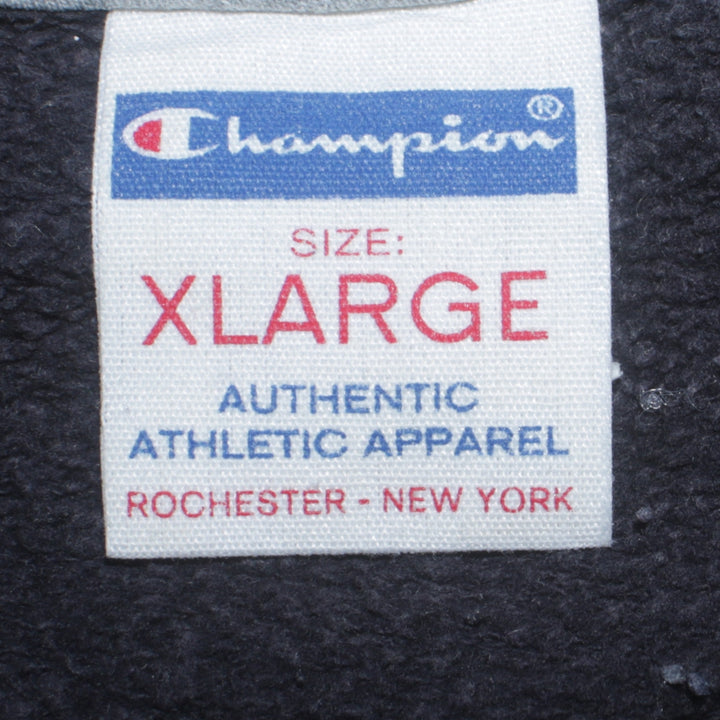 Champion®
SIZE:
XLARGE
AUTHENTIC
ATHLETIC APPAREL
ROCHESTER - NEW YORK